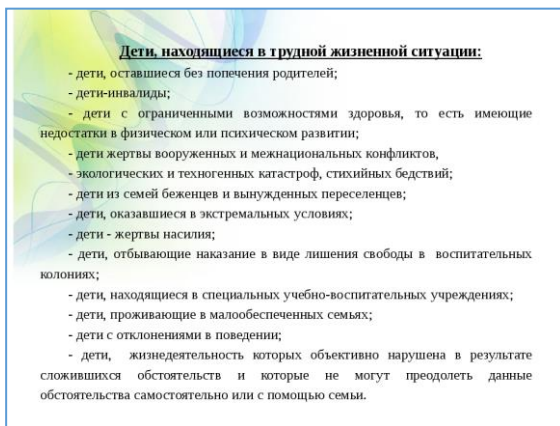 Дети, находящиеся в трудной жизненной ситуации:
- дети, оставшиеся без попечения родителей;
- дети-инвалиды;
- дети с ограниченными возможностями здоровья, то есть имеющие
недостатки в физическом или психическом развитии;
- дети жертвы вооруженных и межнациональных конфликтов,
- экологических и техногенных катастроф, стихийных бедствий;
- дети из семей беженцев и вынужденных переселенцев;
- дети, оказавшиеся в экстремальных условиях;
- дети - жертвы насилия;
- дети, отбывающие наказание в виде лишения свободы в воспитательных
колониях;
- дети, находящиеся в специальных учебно-воспитательных учреждениях;
- дети, проживающие в малообеспеченных семьях;
- дети с отклонениями в поведении;
- дети, жизнедеятельность которых объективно нарушена в результате
сложившихся обстоятельств и которые не могут преодолеть данные
обстоятельства самостоятельно или с помощью семьи.